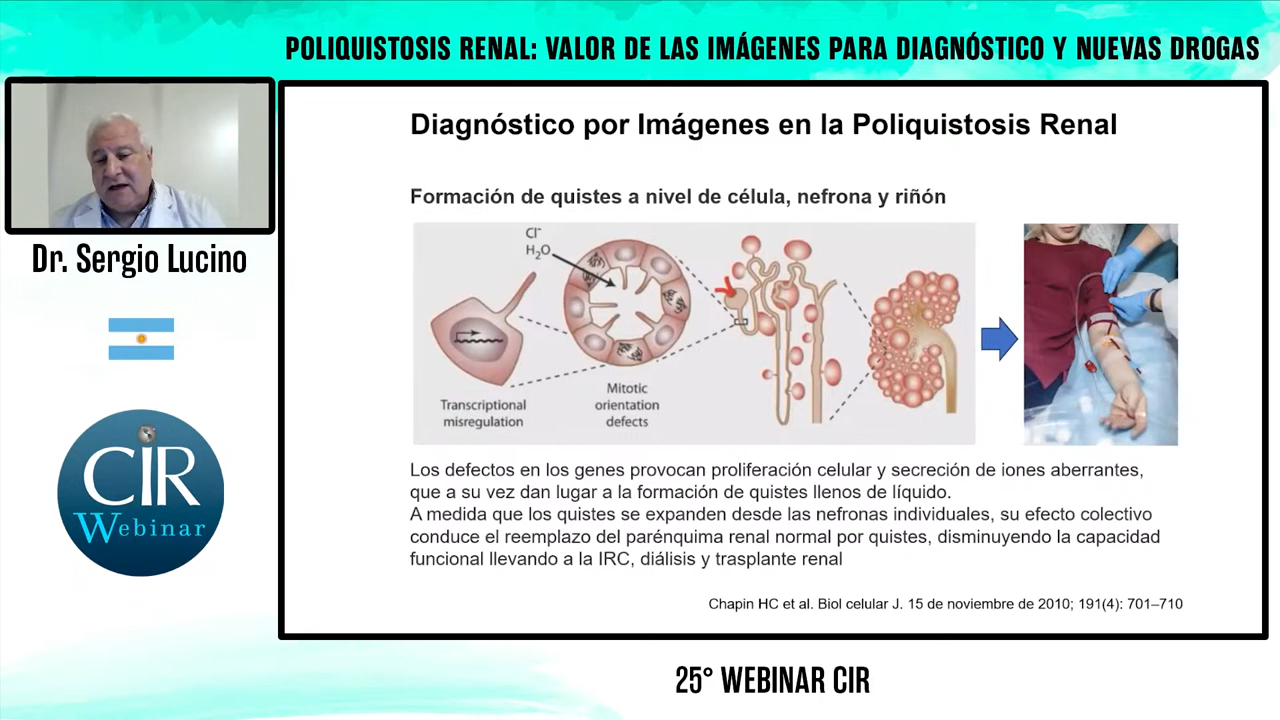 POLIQUISTOSIS RENAL: VALOR DE LAS IMÁGENES PARA DIAGNÓSTICO Y NUEVAS DROGAS
Dr. Sergio Lucino
CIR
Webinar
Diagnóstico por Imágenes en la Poliquistosis Renal
Formación de quistes a nivel de célula, nefrona y riñón
Cl⁻
H₂O
Transcriptional
misregulation
Mitotic
orientation
defects
Los defectos en los genes provocan proliferación celular y secreción de iones aberrantes,
que a su vez dan lugar a la formación de quistes llenos de líquido.
A medida que los quistes se expanden desde las nefronas individuales, su efecto colectivo
conduce el reemplazo del parénquima renal normal por quistes, disminuyendo la capacidad
funcional llevando a la IRC, diálisis y trasplante renal
Chapin HC et al. Biol celular J. 15 de noviembre de 2010; 191(4): 701–710
25° WEBINAR CIR